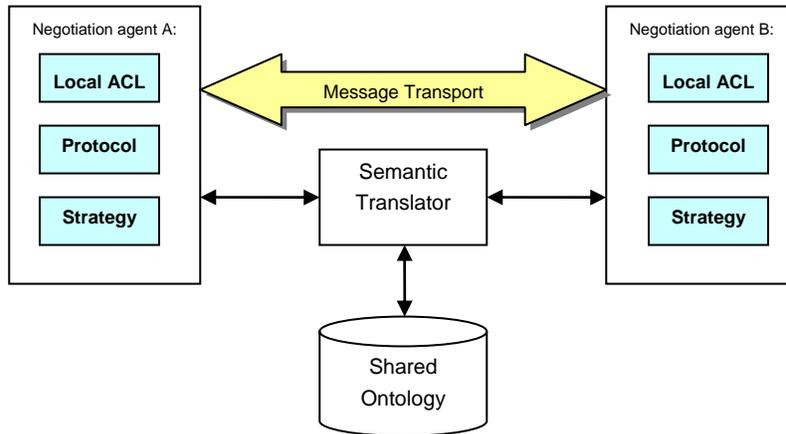 Negotiation agent A:
Local ACL
Protocol
Strategy
Message Transport
Semantic
Translator
Shared
Ontology
Negotiation agent B:
Local ACL
Protocol
Strategy